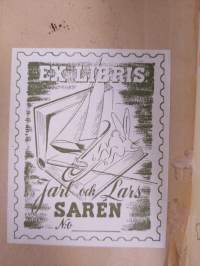 EX LIBRIS
Jarl och Lars
SARÉN
No